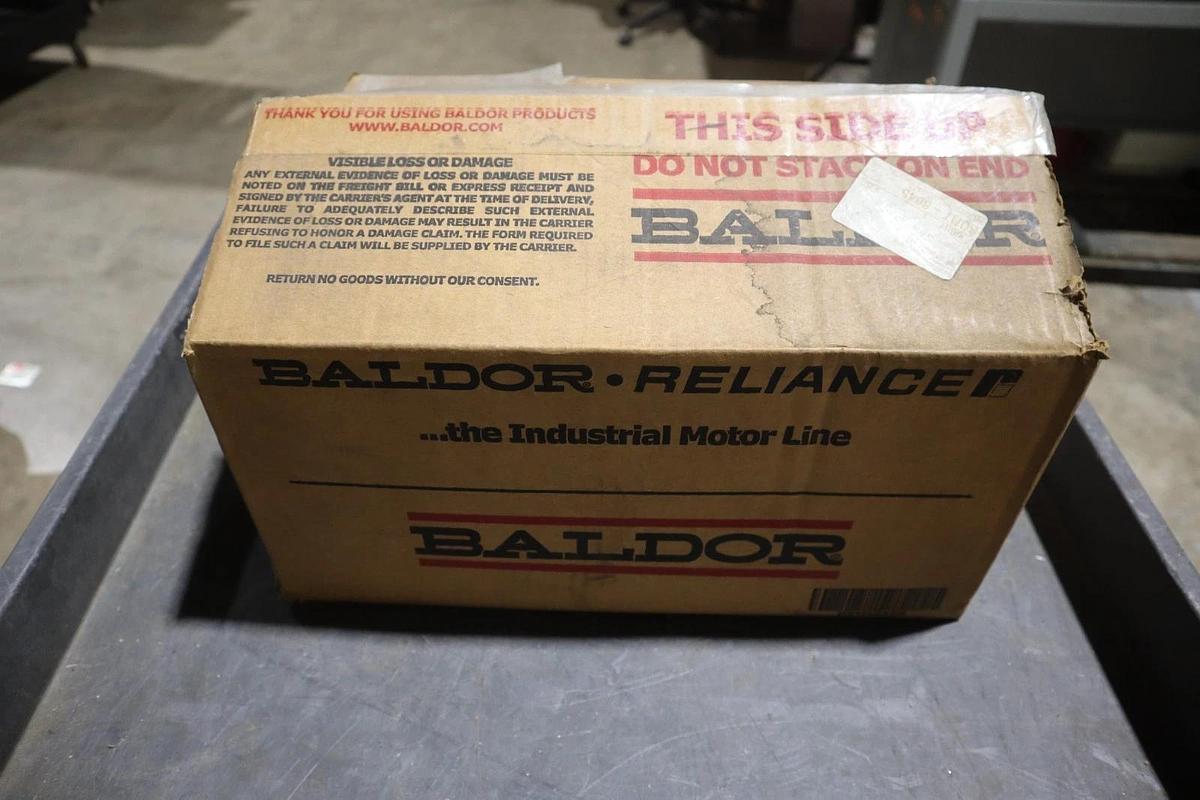 THANK YOU FOR USING BALDOR PRODUCTS
WWW.BALDOR.COM
VISIBLE LOSS OR DAMAGE
ANY EXTERNAL EVIDENCE OF LOSS OR DAMAGE MUST BE
NOTED ON THE FREIGHT BILL OR EXPRESS RECEIPT AND
SIGNED BY THE CARRIER'S AGENT AT THE TIME OF DELIVERY,
FAILURE TO ADEQUATELY DESCRIBE SUCH EXTERNAL
EVIDENCE OF LOSS OR DAMAGE MAY RESULT IN THE CARRIER
REFUSING TO HONOR A DAMAGE CLAIM. THE FORM REQUIRED
TO FILE SUCH A CLAIM WILL BE SUPPLIED BY THE CARRIER.
RETURN NO GOODS WITHOUT OUR CONSENT.
THIS SIDE UP
DO NOT STACK ON END
BALDOR
BALDOR • RELIANCE
...the Industrial Motor Line
BALDOR